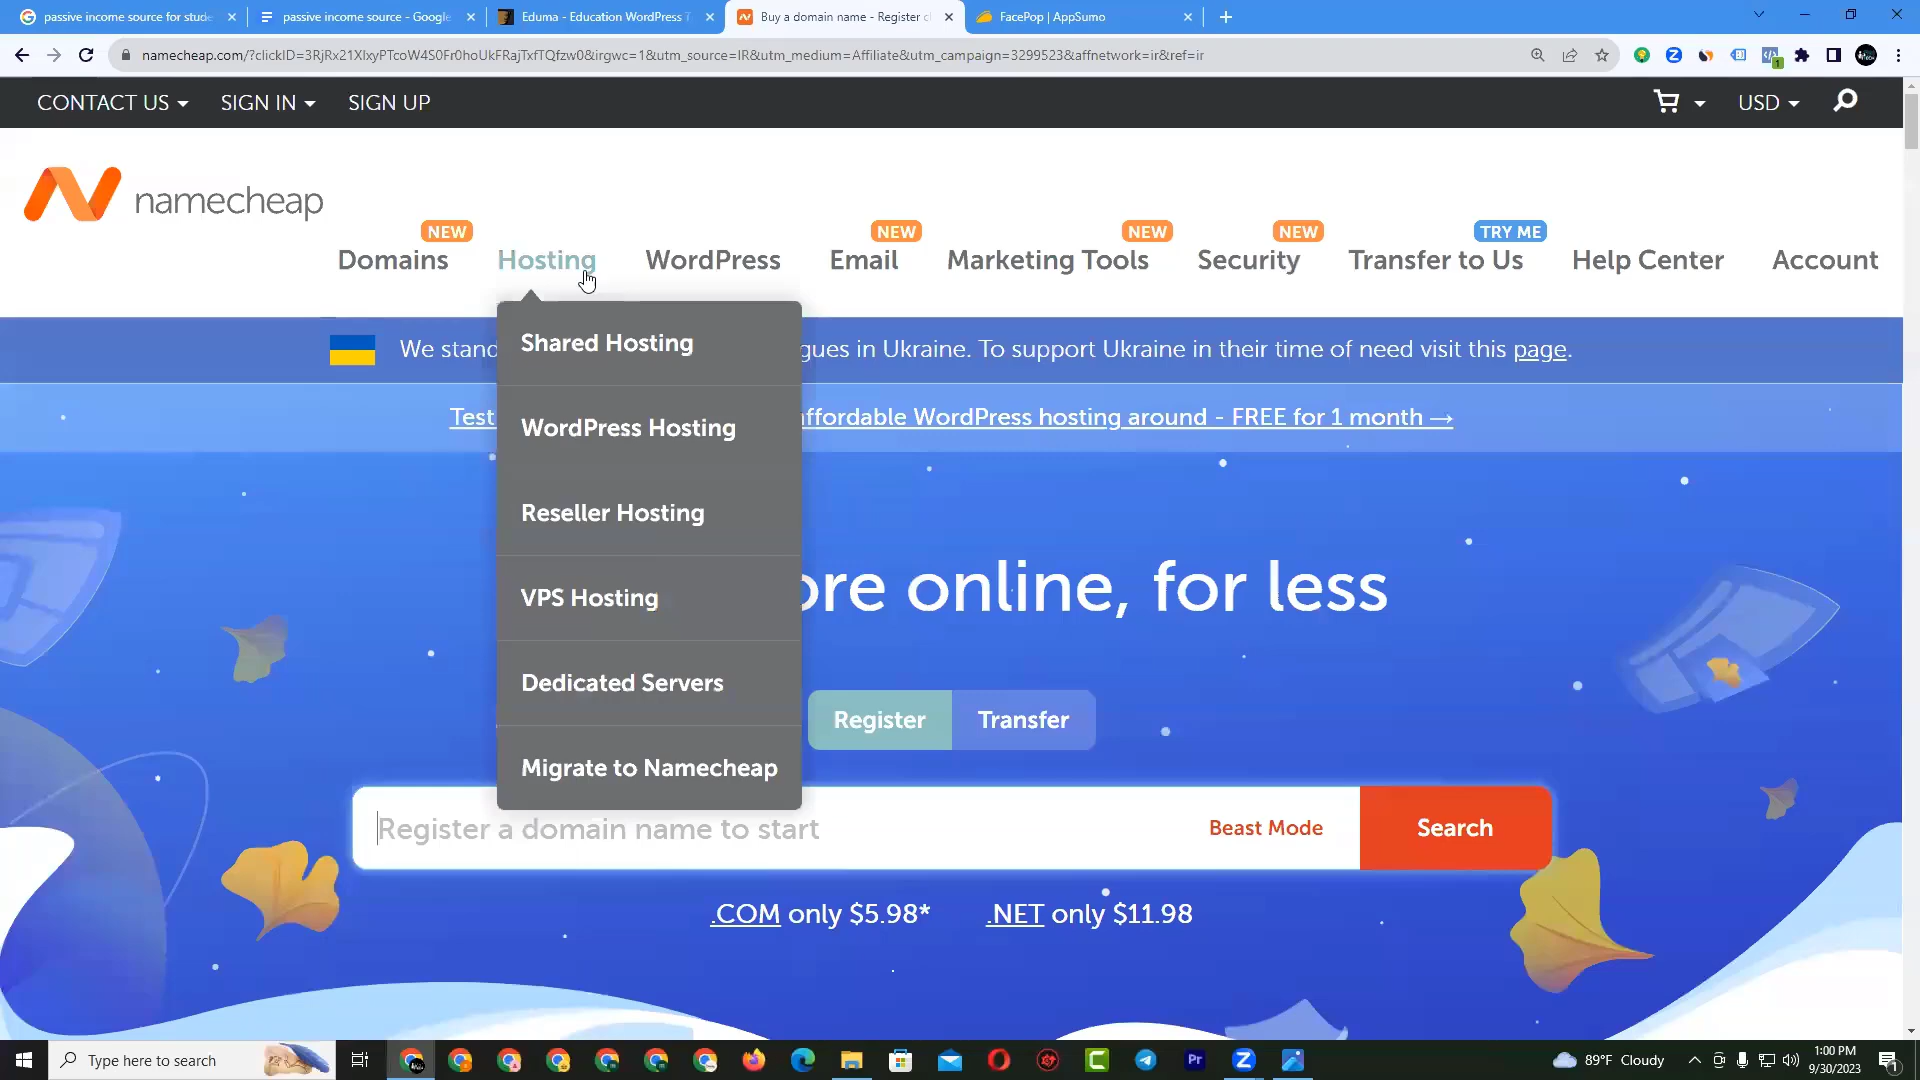 passive income source for stude
passive income source - Google
Eduma - Education WordPress T
Buy a domain name - Register ch
FacePop | AppSumo
namecheap.com/?clickID=3RjRx21XIxyPTcoW4S0Fr0hoUkFRajTxfTQfzw0&irgwc=1&utm_source=IR&utm_medium=Affiliate&utm_campaign=3299523&affnetwork=ir&ref=ir
CONTACT US
SIGN IN
SIGN UP
USD
namecheap
NEW
NEW
NEW
NEW
TRY ME
Domains
Hosting
WordPress
Email
Marketing Tools
Security
Transfer to Us
Help Center
Account
We stand
gues in Ukraine. To support Ukraine in their time of need visit this page.
Test
ffordable WordPress hosting around - FREE for 1 month →
Shared Hosting
WordPress Hosting
Reseller Hosting
VPS Hosting
Dedicated Servers
Migrate to Namecheap
ore online, for less
Register
Transfer
Register a domain name to start
Beast Mode
Search
.COM only $5.98*
.NET only $11.98
Type here to search
Pr
Z
89°F Cloudy
1:00 PM
9/30/2023
1